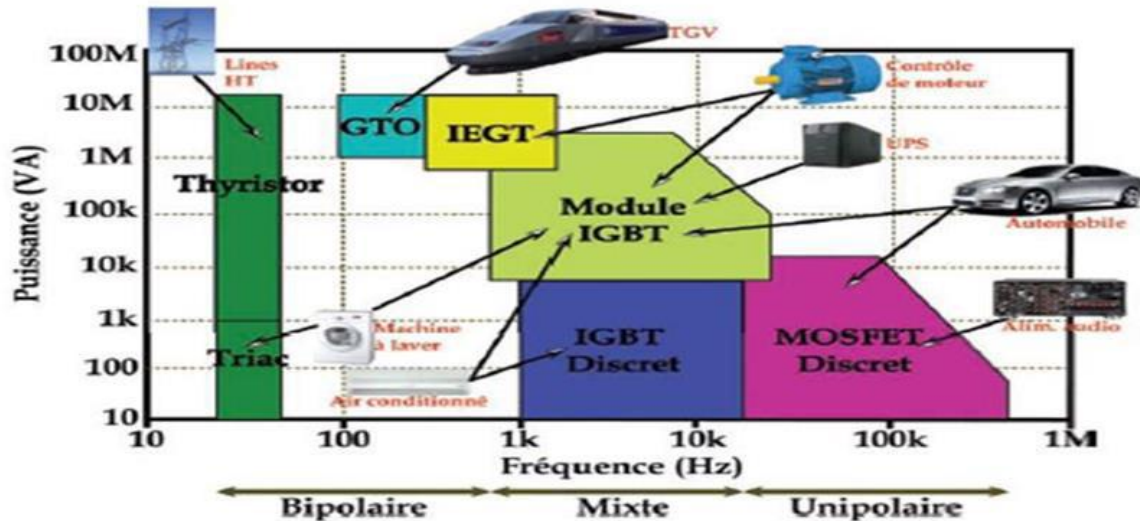 TGV
100M
Lines
HT
Contrôle
de moteur
10M
GTO
IEGT
UPS
1M
Thyristor
Puissance (VA)
100k
Module
IGBT
Automobile
10k
1k
Machine
à laver
Alim. audio
Triac
IGBT
Discret
MOSFET
Discret
100
Air conditionné
10
10 100 1k 10k 100k 1M
Fréquence (Hz)
Bipolaire Mixte Unipolaire